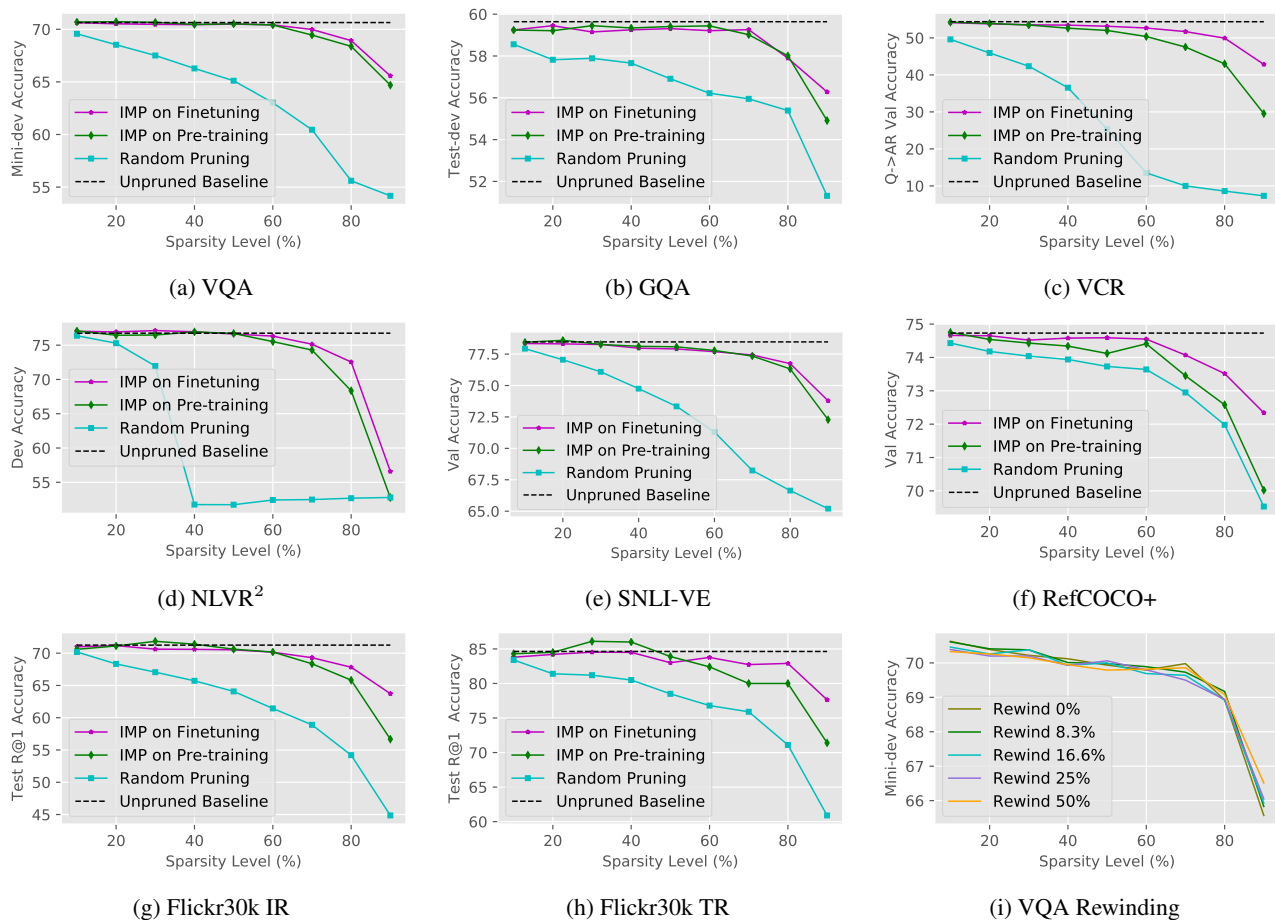 70
65
60
55
Mini-dev Accuracy
IMP on Finetuning
IMP on Pre-training
Random Pruning
Unpruned Baseline
20 40 60 80
Sparsity Level (%)
(a) VQA
60
58
56
54
52
Test-dev Accuracy
IMP on Finetuning
IMP on Pre-training
Random Pruning
Unpruned Baseline
20 40 60 80
Sparsity Level (%)
(b) GQA
50
40
30
20
10
Q->AR Val Accuracy
IMP on Finetuning
IMP on Pre-training
Random Pruning
Unpruned Baseline
20 40 60 80
Sparsity Level (%)
(c) VCR
75
70
65
60
55
Dev Accuracy
IMP on Finetuning
IMP on Pre-training
Random Pruning
Unpruned Baseline
20 40 60 80
Sparsity Level (%)
(d) NLVR²
77.5
75.0
72.5
70.0
67.5
65.0
Val Accuracy
IMP on Finetuning
IMP on Pre-training
Random Pruning
Unpruned Baseline
20 40 60 80
Sparsity Level (%)
(e) SNLI-VE
75
74
73
72
71
70
Val Accuracy
IMP on Finetuning
IMP on Pre-training
Random Pruning
Unpruned Baseline
20 40 60 80
Sparsity Level (%)
(f) RefCOCO+
70
65
60
55
50
45
Test R@1 Accuracy
IMP on Finetuning
IMP on Pre-training
Random Pruning
Unpruned Baseline
20 40 60 80
Sparsity Level (%)
(g) Flickr30k IR
85
80
75
70
65
60
Test R@1 Accuracy
IMP on Finetuning
IMP on Pre-training
Random Pruning
Unpruned Baseline
20 40 60 80
Sparsity Level (%)
(h) Flickr30k TR
70
69
68
67
66
Mini-dev Accuracy
Rewind 0%
Rewind 8.3%
Rewind 16.6%
Rewind 25%
Rewind 50%
20 40 60 80
Sparsity Level (%)
(i) VQA Rewinding